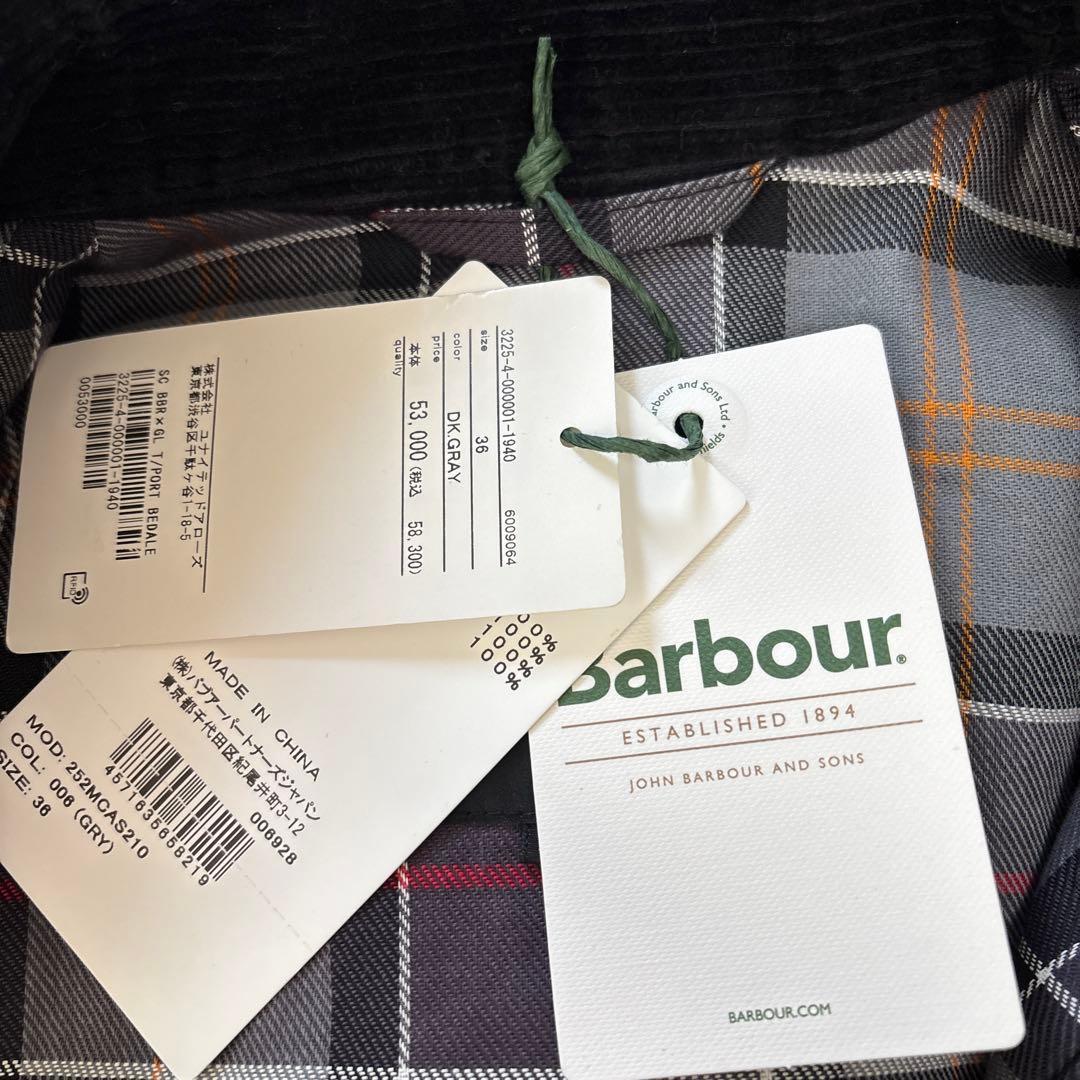 3225-4-000001-1940 6009064
size 36
color DK.GRAY
price
本体 53,000(税込 58,300)
quality
株式会社 ユナイテッドアローズ
東京都渋谷区千駄ヶ谷1-18-5
SC BBR×GL T/PORT BEDALE
3225-4-000001-1940
0053000
RFID
100%
100%
100%
MADE IN CHINA
(株)バブアーパートナーズジャパン
東京都千代田区紀尾井町3-12
006928
4571635658219
MOD: 252MCAS210
COL: 006 (GRY)
SIZE: 36
arbour and Sons Ltd
Barbour®
ESTABLISHED 1894
JOHN BARBOUR AND SONS
BARBOUR.COM